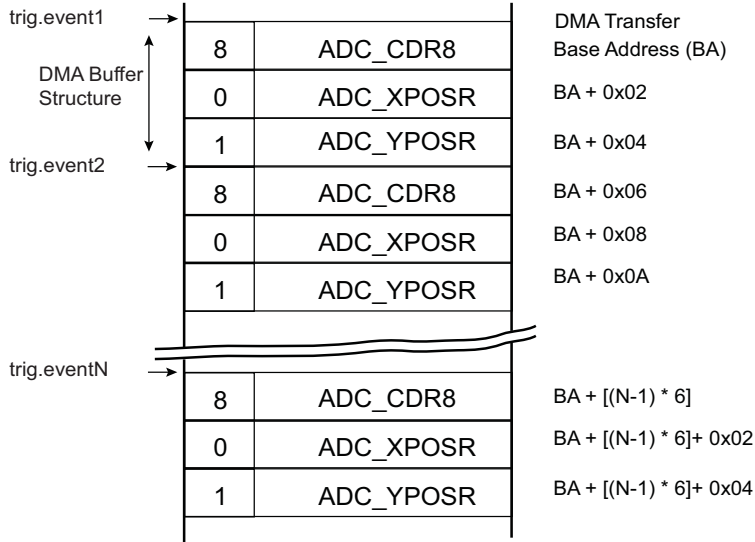 trig.event1
DMA Transfer
8 ADC_CDR8 Base Address (BA)
DMA Buffer
Structure
0 ADC_XPOSR BA + 0x02
1 ADC_YPOSR BA + 0x04
trig.event2
8 ADC_CDR8 BA + 0x06
0 ADC_XPOSR BA + 0x08
1 ADC_YPOSR BA + 0x0A
trig.eventN
8 ADC_CDR8 BA + [(N-1) * 6]
0 ADC_XPOSR BA + [(N-1) * 6]+ 0x02
1 ADC_YPOSR BA + [(N-1) * 6]+ 0x04